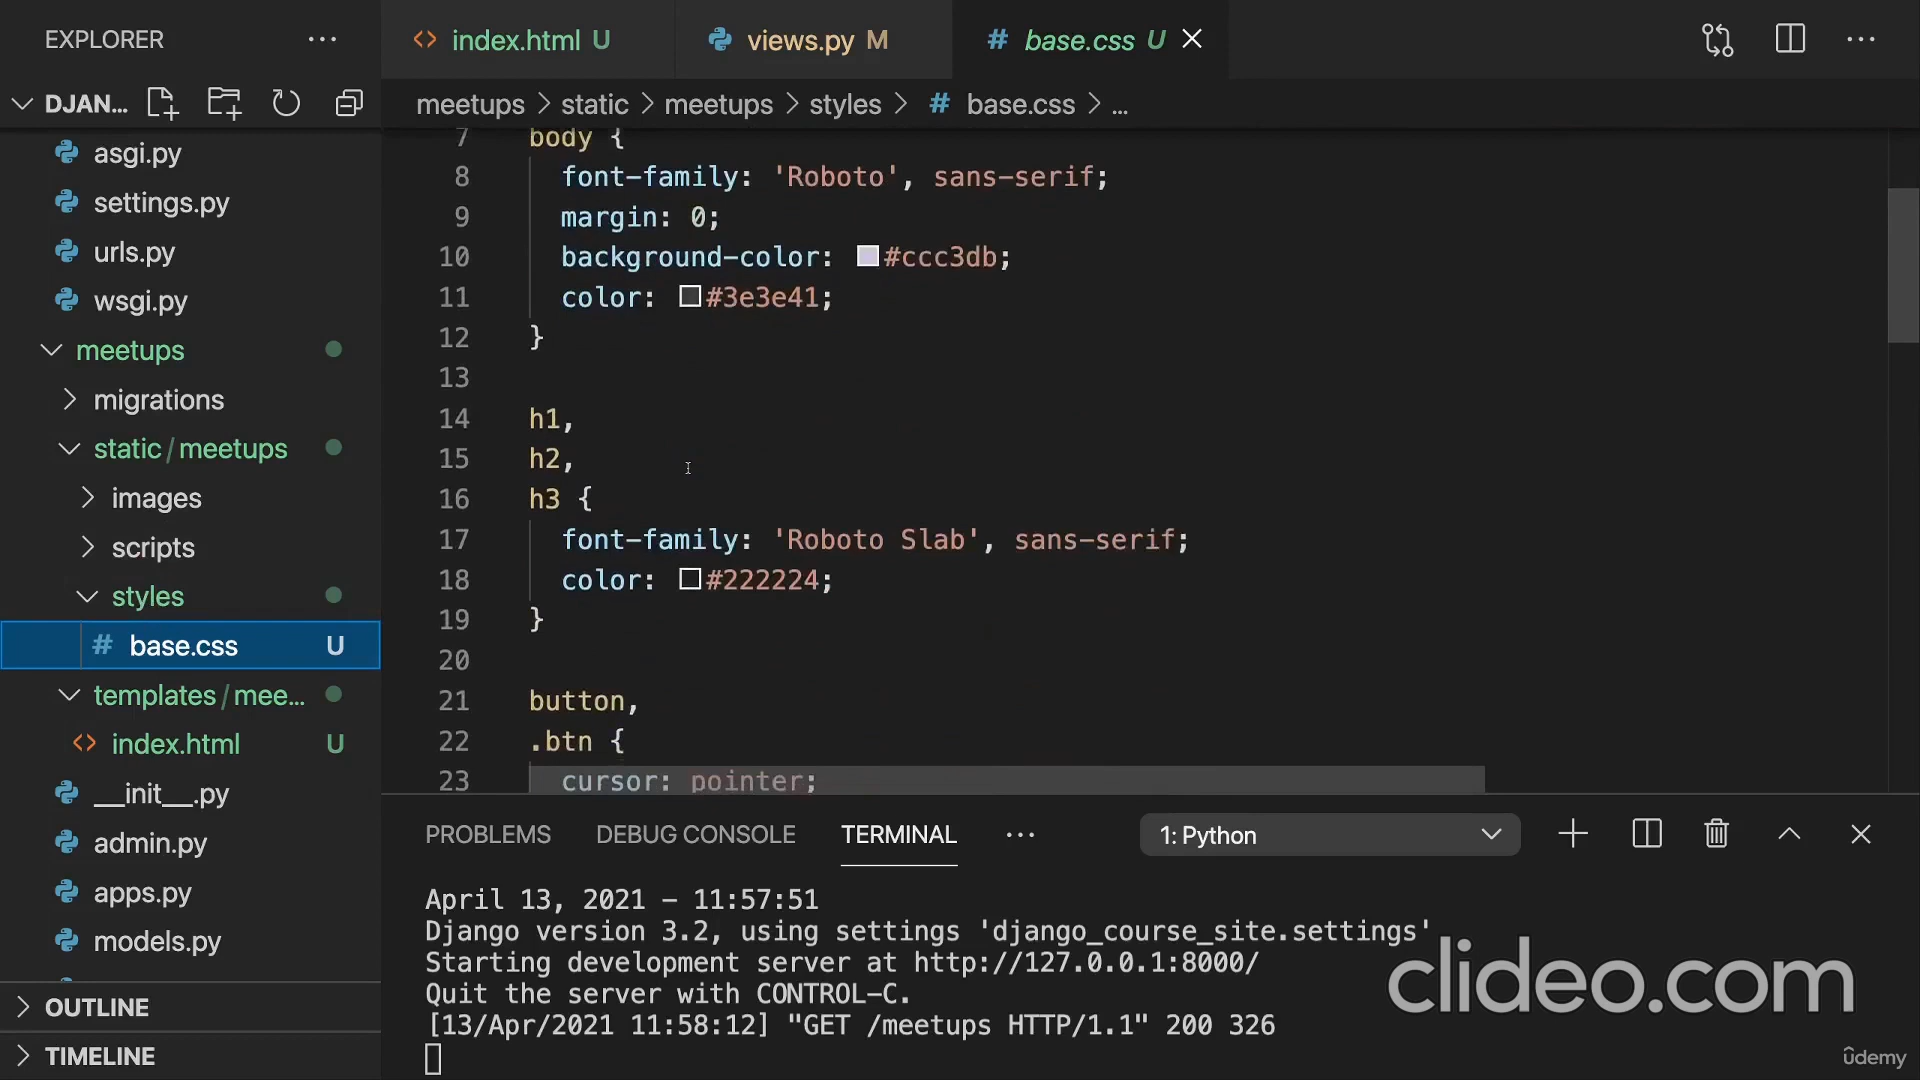 EXPLORER
DJAN...
asgi.py
settings.py
urls.py
wsgi.py
meetups
migrations
static/meetups
images
scripts
styles
# base.css U
templates/mee...
<> index.html U
__init__.py
admin.py
apps.py
models.py
OUTLINE
TIMELINE
<> index.html U
views.py M
# base.css U
meetups > static > meetups > styles > # base.css > ...
7 body {
8 font-family: 'Roboto', sans-serif;
9 margin: 0;
10 background-color: #ccc3db;
11 color: #3e3e41;
12 }
13
14 h1,
15 h2,
16 h3 {
17 font-family: 'Roboto Slab', sans-serif;
18 color: #222224;
19 }
20
21 button,
22 .btn {
23 cursor: pointer;
PROBLEMS DEBUG CONSOLE TERMINAL ...
1: Python
April 13, 2021 - 11:57:51
Django version 3.2, using settings 'django_course_site.settings'
Starting development server at http://127.0.0.1:8000/
Quit the server with CONTROL-C.
[13/Apr/2021 11:58:12] "GET /meetups HTTP/1.1" 200 326
clideo.com
ûdemy